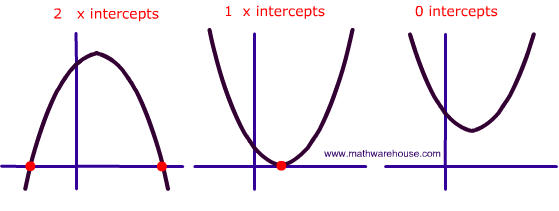 2 x intercepts
1 x intercepts
0 intercepts
www.mathwarehouse.com